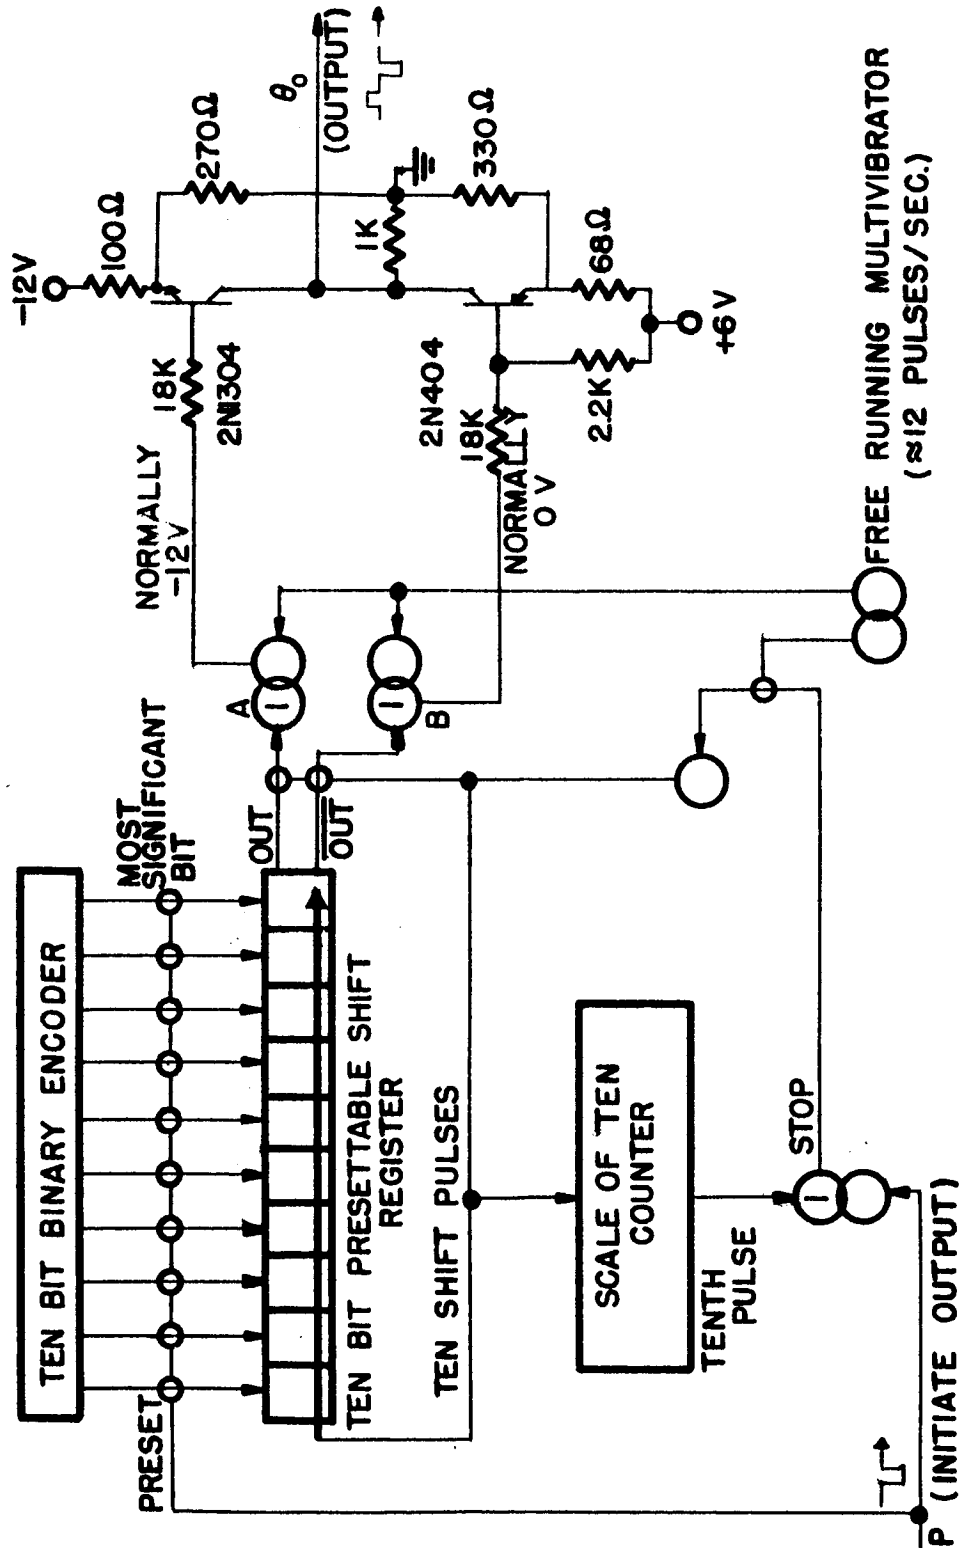 TEN BIT BINARY ENCODER
PRESET
MOST
SIGNIFICANT
BIT
OUT
OUT
TEN BIT PRESETTABLE SHIFT
REGISTER
TEN SHIFT PULSES
SCALE OF TEN
COUNTER
TENTH
PULSE
STOP
P (INITIATE OUTPUT)
A
B
NORMALLY
-12V
18K
2N1304
-12V
100Ω
270Ω
θo
(OUTPUT)
1K
330Ω
2N404
18K
NORMALLY
0 V
2.2K
68Ω
+6V
FREE RUNNING MULTIVIBRATOR
(≈12 PULSES/SEC.)